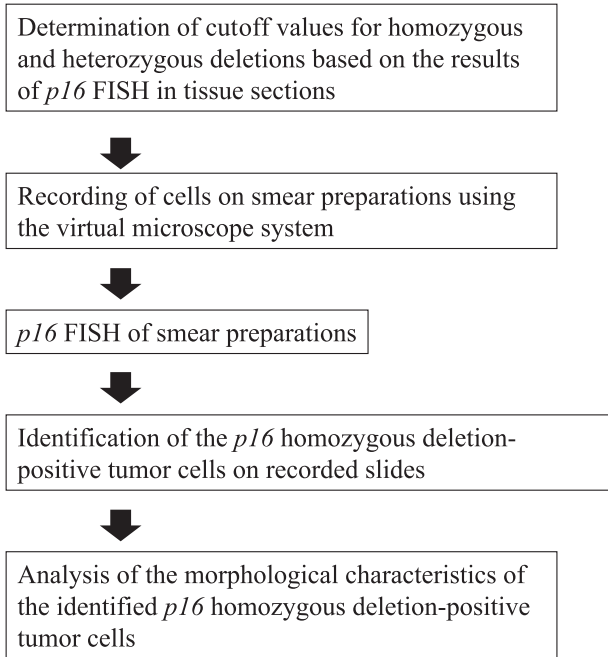 Determination of cutoff values for homozygous
and heterozygous deletions based on the results
of p16 FISH in tissue sections
Recording of cells on smear preparations using
the virtual microscope system
p16 FISH of smear preparations
Identification of the p16 homozygous deletion-
positive tumor cells on recorded slides
Analysis of the morphological characteristics of
the identified p16 homozygous deletion-positive
tumor cells